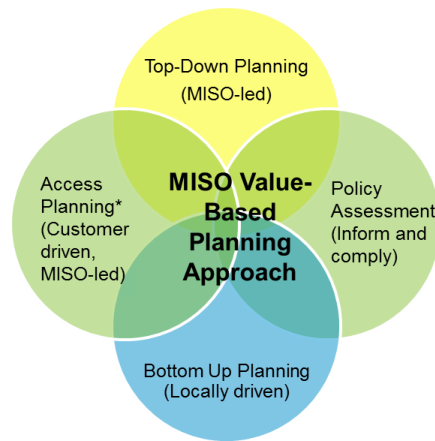 Top-Down Planning
(MISO-led)
MISO Value-
Based
Planning
Approach
Access
Planning*
(Customer
driven,
MISO-led)
Policy
Assessment
(Inform and
comply)
Bottom Up Planning
(Locally driven)